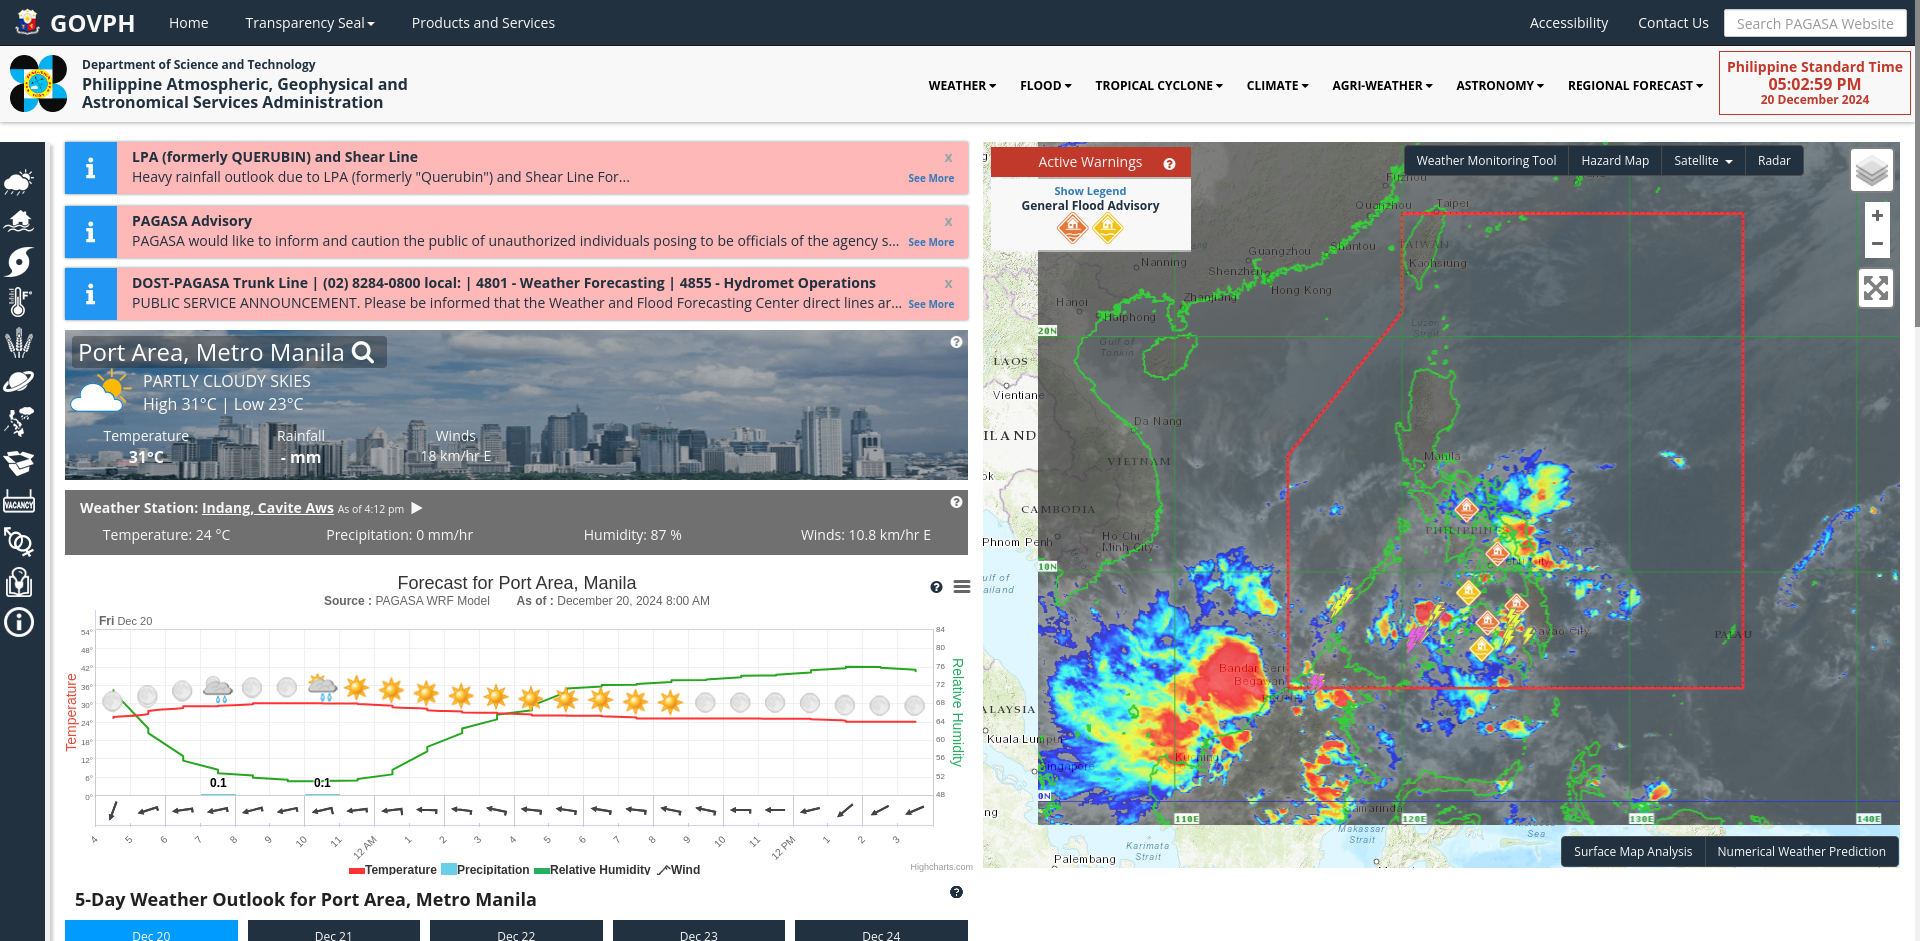 GOVPH
Home
Transparency Seal
Products and Services
Accessibility
Contact Us
Search PAGASA Website
Department of Science and Technology
Philippine Atmospheric, Geophysical and
Astronomical Services Administration
WEATHER
FLOOD
TROPICAL CYCLONE
CLIMATE
AGRI-WEATHER
ASTRONOMY
REGIONAL FORECAST
Philippine Standard Time
05:02:59 PM
20 December 2024
LPA (formerly QUERUBIN) and Shear Line
x
Heavy rainfall outlook due to LPA (formerly "Querubin") and Shear Line For...
See More
PAGASA Advisory
x
PAGASA would like to inform and caution the public of unauthorized individuals posing to be officials of the agency s...
See More
DOST-PAGASA Trunk Line | (02) 8284-0800 local: | 4801 - Weather Forecasting | 4855 - Hydromet Operations
x
PUBLIC SERVICE ANNOUNCEMENT. Please be informed that the Weather and Flood Forecasting Center direct lines ar...
See More
Port Area, Metro Manila
PARTLY CLOUDY SKIES
High 31°C | Low 23°C
Temperature
31°C
Rainfall
- mm
Winds
18 km/hr E
Weather Station: Indang, Cavite Aws As of 4:12 pm
Temperature: 24 °C
Precipitation: 0 mm/hr
Humidity: 87 %
Winds: 10.8 km/hr E
Forecast for Port Area, Manila
Source : PAGASA WRF Model
As of : December 20, 2024 8:00 AM
Fri Dec 20
54°
48°
42°
36°
30°
24°
18°
12°
6°
0°
Temperature
84
80
76
72
68
64
60
56
52
48
Relative Humidity
0.1
0.1
4
5
6
7
8
9
10
11
12 AM
1
2
3
4
5
6
7
8
9
10
11
12 PM
1
2
3
Temperature
Precipitation
Relative Humidity
Wind
Highcharts.com
5-Day Weather Outlook for Port Area, Metro Manila
Dec 20
Dec 21
Dec 22
Dec 23
Dec 24
VACANCY
Active Warnings
Show Legend
General Flood Advisory
Weather Monitoring Tool
Hazard Map
Satellite
Radar
+
−
Fuzhou
Quanzhou
Taipei
TAIWAN
Kaohsiung
Shantou
Guangzhou
Shenzhen
Hong Kong
Nanning
Zhanjiang
Hanoi
Haiphong
Gulf of
Tonkin
Luzon
Strait
20N
LAOS
Vientiane
Da Nang
ILAND
VIETNAM
Manila
ok
CAMBODIA
Phnom Penh
Ho Chi
Minh City
PHILIPPINES
10N
ulf of
ailand
Davao City
PALAU
Bandar Seri
Begawan
ALAYSIA
Kuala Lumpur
Kuching
Singapore
0N
110E
120E
130E
140E
ng
Palembang
Karimata
Strait
Makassar
Strait
Sea
Surface Map Analysis
Numerical Weather Prediction